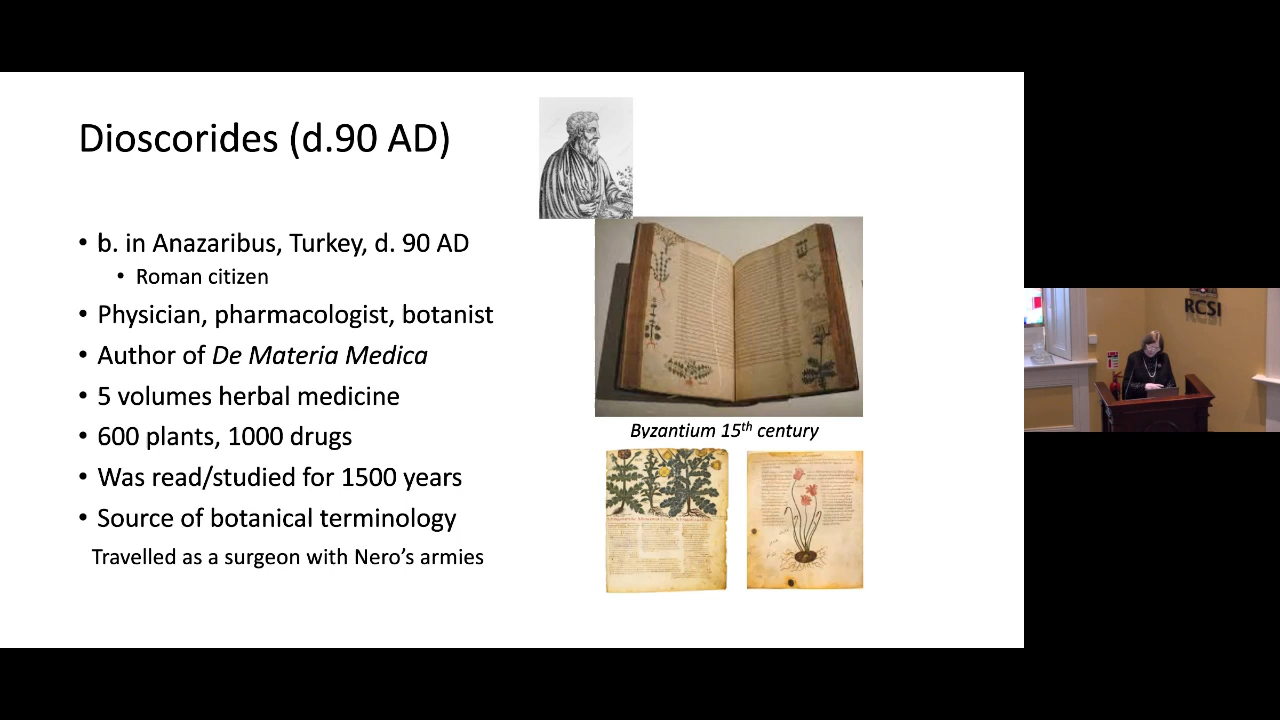 Dioscorides (d.90 AD)
• b. in Anazaribus, Turkey, d. 90 AD
• Roman citizen
• Physician, pharmacologist, botanist
• Author of De Materia Medica
• 5 volumes herbal medicine
• 600 plants, 1000 drugs
• Was read/studied for 1500 years
• Source of botanical terminology
Travelled as a surgeon with Nero’s armies
Byzantium 15th century
RCSI